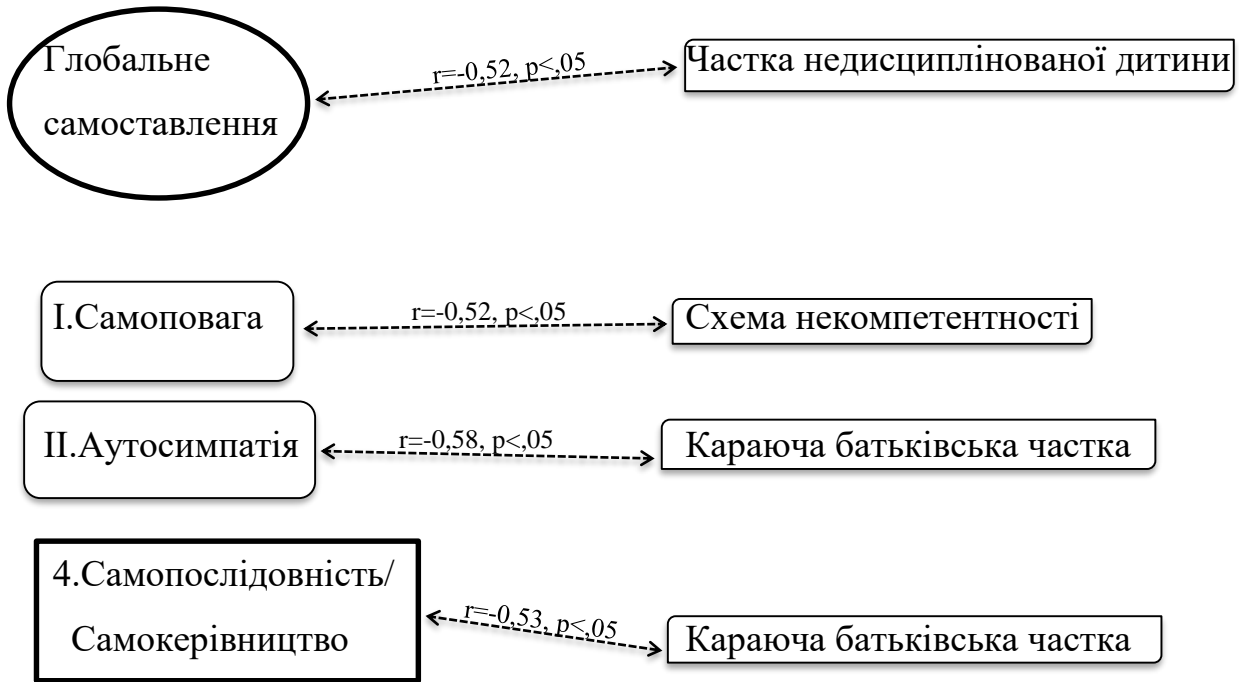 Глобальне
самоставлення
r=-0,52, p<,05
Частка недисциплінованої дитини
І.Самоповага
r=-0,52, p<,05
Схема некомпетентності
ІІ.Аутосимпатія
r=-0,58, p<,05
Караюча батьківська частка
4.Самопослідовність/
Самокерівництво
r=-0,53, p<,05
Караюча батьківська частка